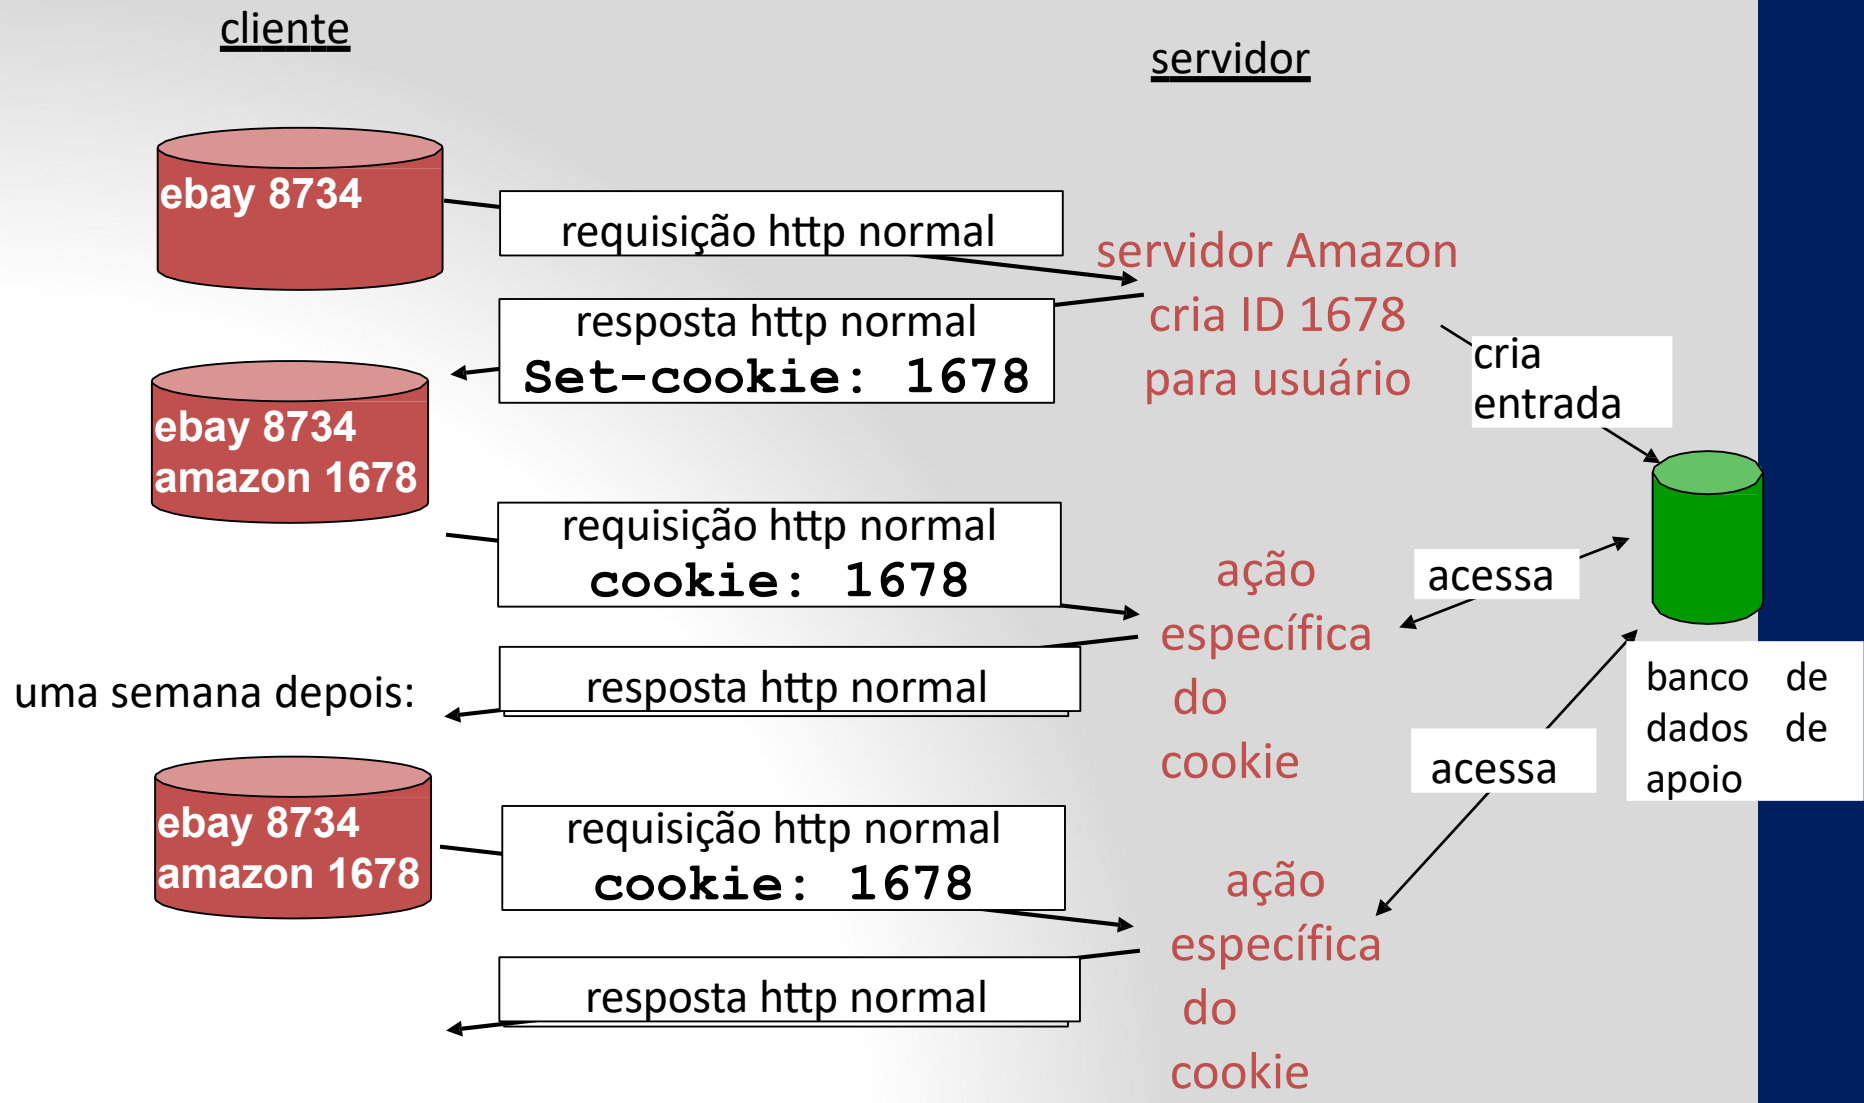 cliente
servidor
ebay 8734
requisição http normal
servidor Amazon
cria ID 1678
para usuário
resposta http normal
Set-cookie: 1678
cria
entrada
ebay 8734
amazon 1678
requisição http normal
cookie: 1678
ação
específica
do
cookie
acessa
resposta http normal
uma semana depois:
banco de
dados de
apoio
acessa
ebay 8734
amazon 1678
requisição http normal
cookie: 1678
ação
específica
do
cookie
resposta http normal